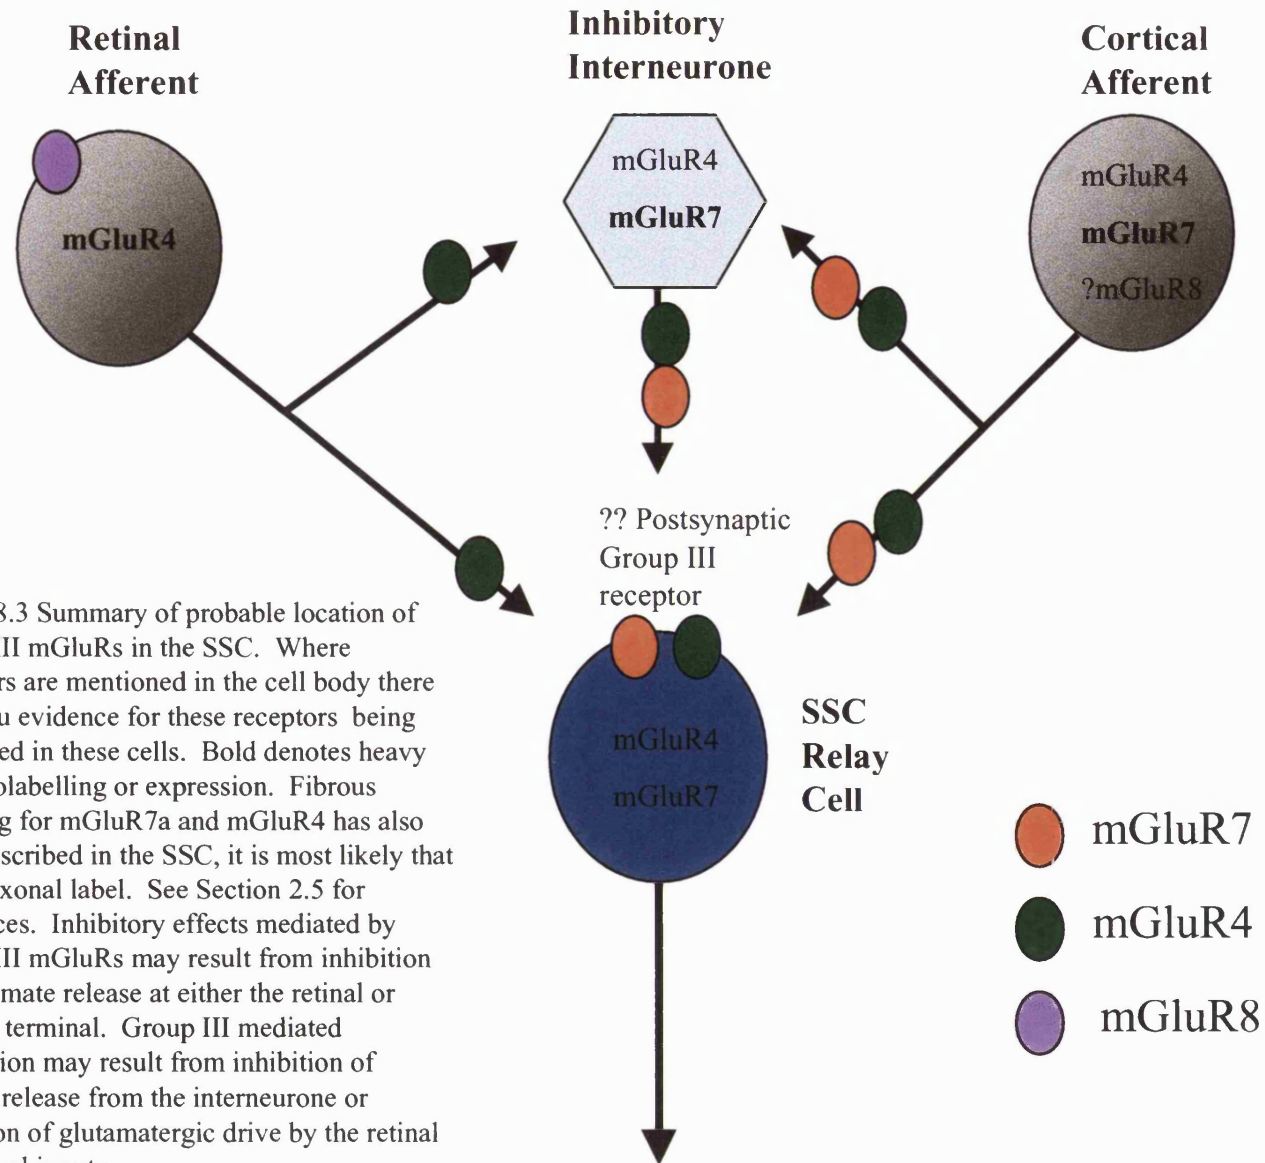 Retinal
Afferent
Inhibitory
Interneurone
Cortical
Afferent
mGluR4
mGluR4
mGluR7
mGluR4
mGluR7
?mGluR8
?? Postsynaptic
Group III
receptor
mGluR4
mGluR7
SSC
Relay
Cell
8.3 Summary of probable location of
II mGluRs in the SSC. Where
rs are mentioned in the cell body there
u evidence for these receptors being
ed in these cells. Bold denotes heavy
olabelling or expression. Fibrous
g for mGluR7a and mGluR4 has also
scribed in the SSC, it is most likely that
xonal label. See Section 2.5 for
ces. Inhibitory effects mediated by
III mGluRs may result from inhibition
mate release at either the retinal or
terminal. Group III mediated
ion may result from inhibition of
release from the interneurone or
on of glutamatergic drive by the retinal
mGluR7
mGluR4
mGluR8